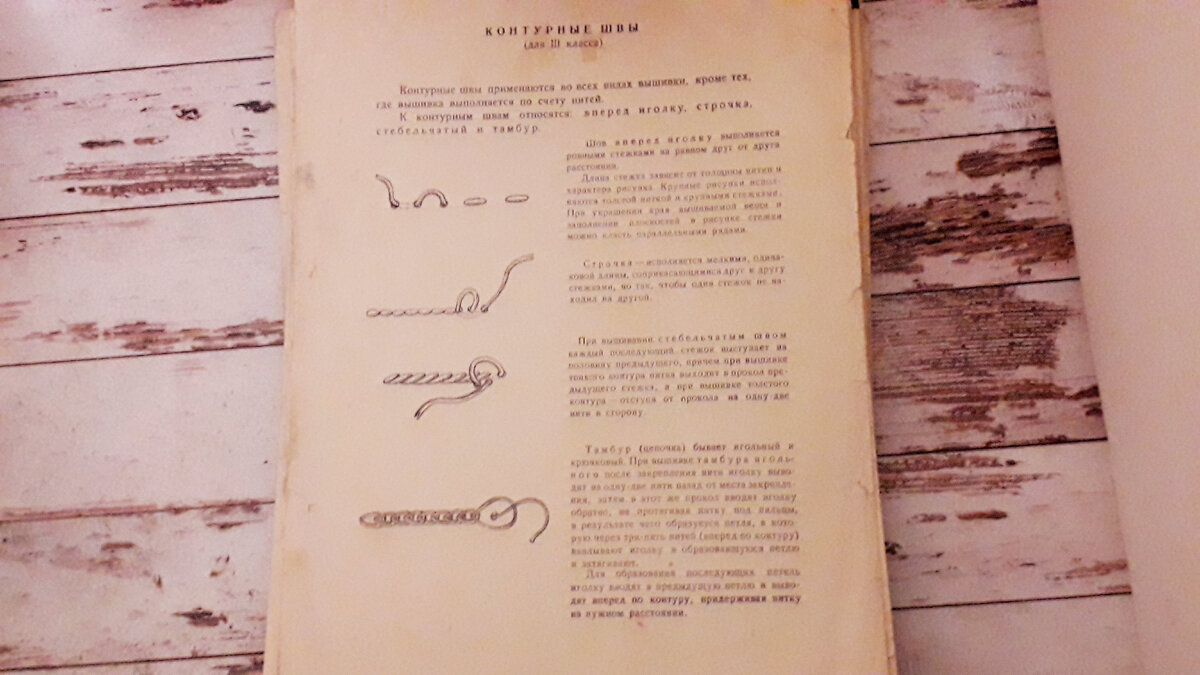 КОНТУРНЫЕ ШВЫ
(для III класса)
Контурные швы применяются во всех видах вышивки, кроме тех,
где вышивка выполняется по счету нитей.
К контурным швам относятся: вперед иголку, строчка,
стебельчатый и тамбур.
Шов вперед иголку выполняется
ровными стежками на равном друг от друга
расстоянии.
Длина стежка зависит от толщины нитки и
характера рисунка. Крупные рисунки испол-
няются толстой ниткой и крупными стежками.
При украшении края вышиваемой вещи и
заполнении плоскостей в рисунке стежки
можно класть параллельными рядами.
Строчка — исполняется мелкими, одина-
ковой длины, соприкасающимися друг к другу
стежками, но так, чтобы один стежок не на-
ходил на другой.
При вышивании стебельчатым швом
каждый последующий стежок выступает на
половину предыдущего, причем при вышивке
тонкого контура нитка выходит в прокол пре-
дыдущего стежка, а при вышивке толстого
контура — отступя от прокола на одну-две
нити в сторону.
Тамбур (цепочка) бывает игольный и
крючковый. При вышивке тамбура иголь-
ного после закрепления нити иголку выво-
дят на одну-две нити назад от места закрепле-
ния, затем в этот же прокол вводят иголку
обратно, не протягивая нитку под пяльцы,
в результате чего образуется петля, в кото-
рую через три-пять нитей (вперед по контуру)
вкалывают иголку в образовавшуюся петлю
и затягивают.
Для образования последующих петель
иголку вводят в предыдущую петлю и выво-
дят вперед по контуру, придерживая нитку
на нужном расстоянии.